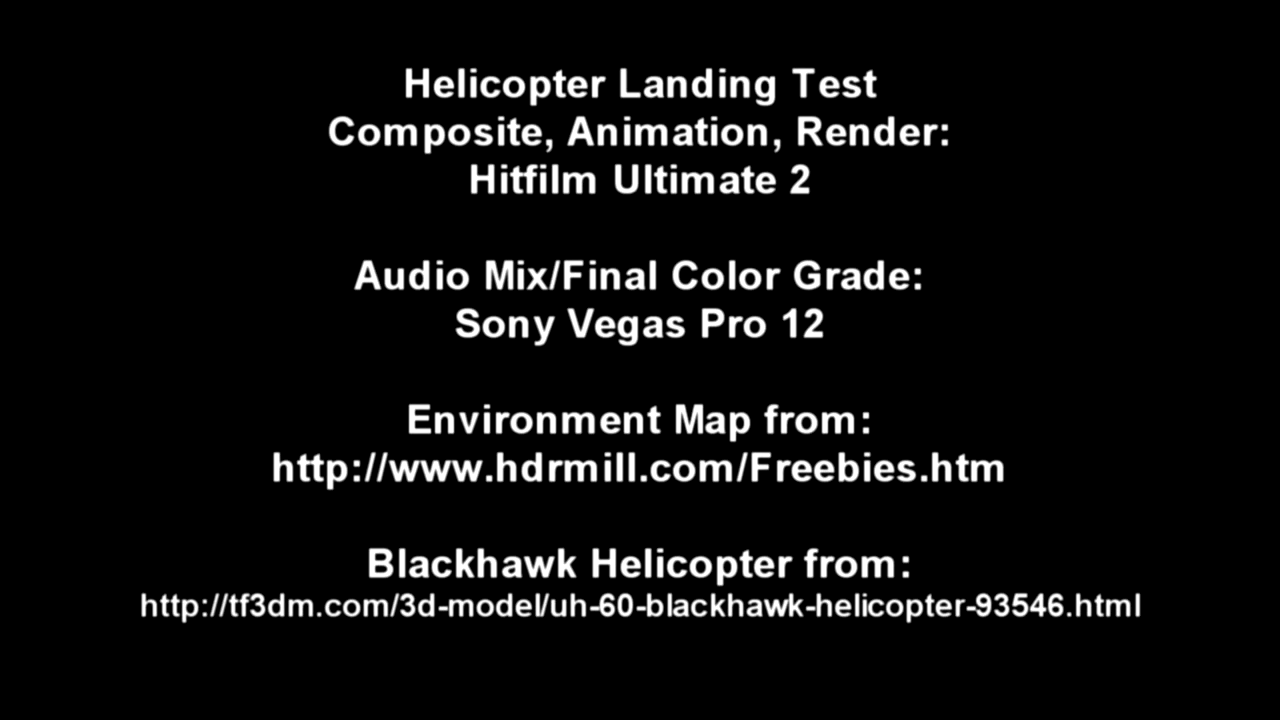 Helicopter Landing Test
Composite, Animation, Render:
Hitfilm Ultimate 2
Audio Mix/Final Color Grade:
Sony Vegas Pro 12
Environment Map from:
http://www.hdrmill.com/Freebies.htm
Blackhawk Helicopter from:
http://tf3dm.com/3d-model/uh-60-blackhawk-helicopter-93546.html